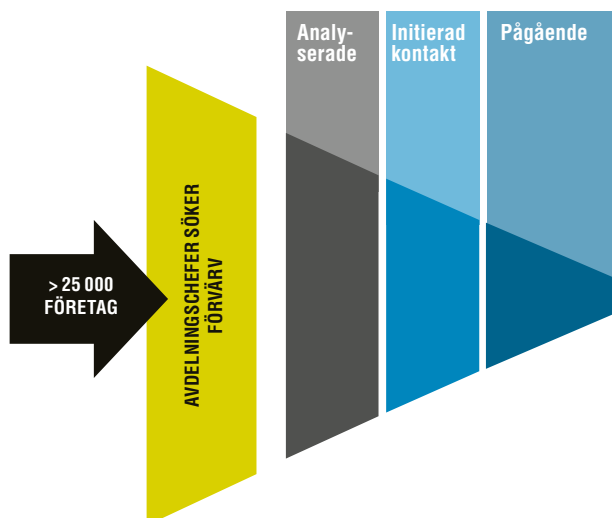 > 25 000
FÖRETAG
AVDELNINGSCHEFER SÖKER
FÖRVÄRV
Analy-
serade
Initierad
kontakt
Pågående